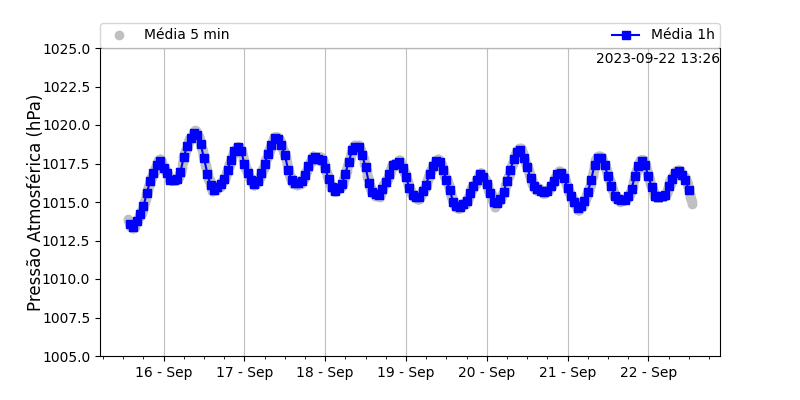 Média 5 min
Média 1h
2023-09-22 13:26
Pressão Atmosférica (hPa)
1025.0
1022.5
1020.0
1017.5
1015.0
1012.5
1010.0
1007.5
1005.0
16 - Sep
17 - Sep
18 - Sep
19 - Sep
20 - Sep
21 - Sep
22 - Sep